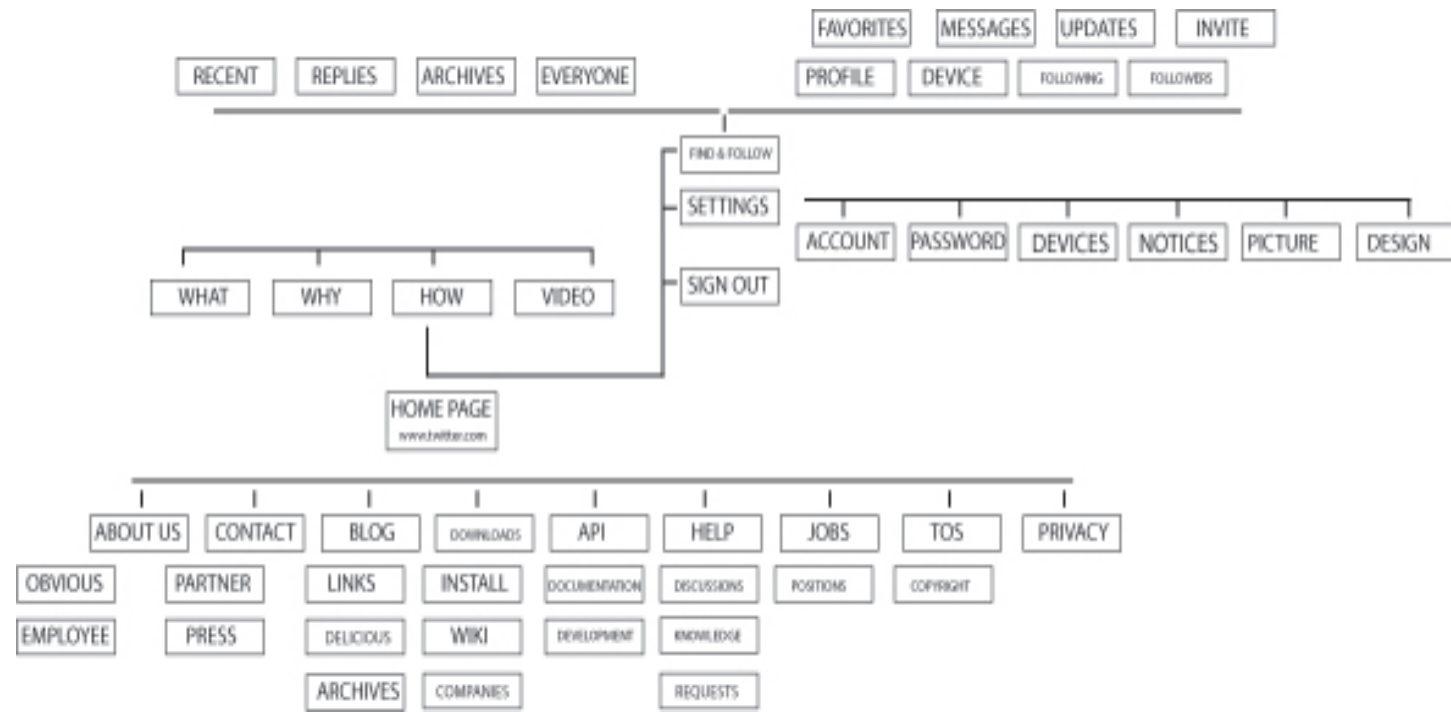 FAVORITES MESSAGES UPDATES INVITE
RECENT REPLIES ARCHIVES EVERYONE PROFILE DEVICE FOLLOWING FOLLOWERS
FIND & FOLLOW
SETTINGS
ACCOUNT PASSWORD DEVICES NOTICES PICTURE DESIGN
SIGN OUT
WHAT WHY HOW VIDEO
HOME PAGE
www.twitter.com
ABOUT US CONTACT BLOG DOWNLOADS API HELP JOBS TOS PRIVACY
OBVIOUS PARTNER LINKS INSTALL DOCUMENTATION DISCUSSIONS POSITIONS COPYRIGHT
EMPLOYEE PRESS DELICIOUS WIKI DEVELOPMENT KNOWLEDGE
ARCHIVES COMPANIES REQUESTS